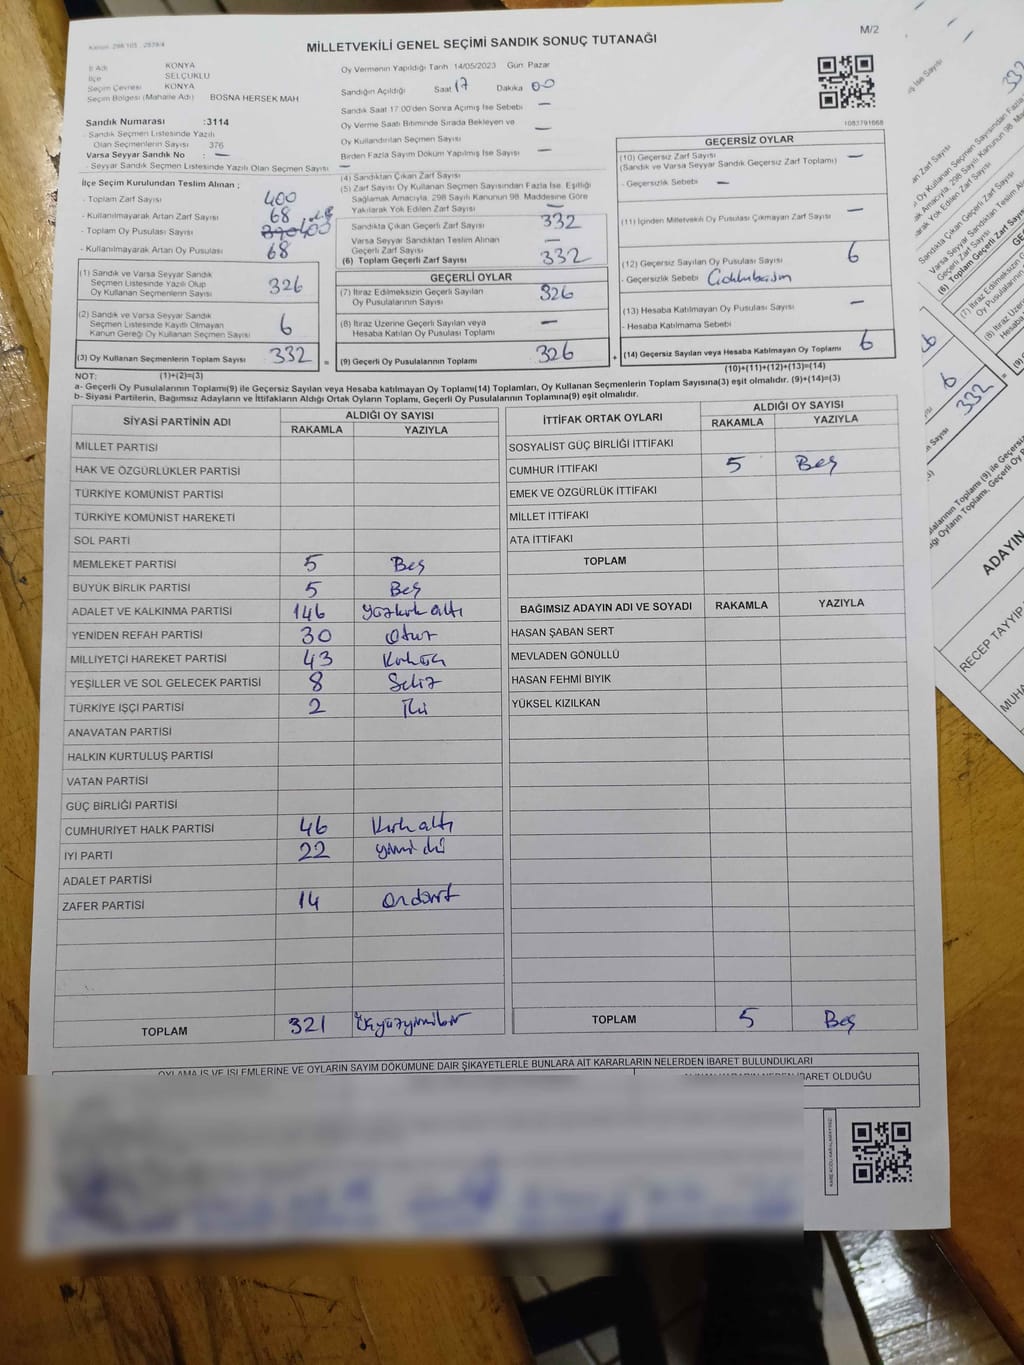 Kanun: 298 105 2839/4
M/2
MİLLETVEKİLİ GENEL SEÇİMİ SANDIK SONUÇ TUTANAĞI
İl Adı KONYA
İlçe SELÇUKLU
Seçim Çevresi KONYA
Seçim Bölgesi (Mahalle Adı) BOSNA HERSEK MAH
Sandık Numarası :3114
- Sandık Seçmen Listesinde Yazılı
Olan Seçmenlerin Sayısı 376
Varsa Seyyar Sandık No : —
- Seyyar Sandık Seçmen Listesinde Yazılı Olan Seçmen Sayısı —
Oy Vermenin Yapıldığı Tarih 14/05/2023 Gün: Pazar
Sandığın Açıldığı Saat 17 Dakika 00
Sandık Saat 17:00'den Sonra Açılmış İse Sebebi —
Oy Verme Saati Bitiminde Sırada Bekleyen ve
Oy Kullandırılan Seçmen Sayısı —
Birden Fazla Sayım Döküm Yapılmış İse Sayısı —
1083791068
İlçe Seçim Kurulundan Teslim Alınan ;
- Toplam Zarf Sayısı 400
- Kullanılmayarak Artan Zarf Sayısı 68
- Toplam Oy Pusulası Sayısı 400
- Kullanılmayarak Artan Oy Pusulası 68
(1) Sandık ve Varsa Seyyar Sandık
Seçmen Listesinde Yazılı Olup
Oy Kullanan Seçmenlerin Sayısı 326
(2) Sandık ve Varsa Seyyar Sandık
Seçmen Listesinde Kayıtlı Olmayan
Kanun Gereği Oy Kullanan Seçmen Sayısı 6
(3) Oy Kullanan Seçmenlerin Toplam Sayısı 332
(4) Sandıktan Çıkan Zarf Sayısı
(5) Zarf Sayısı Oy Kullanan Seçmen Sayısından Fazla İse, Eşitliği
Sağlamak Amacıyla, 298 Sayılı Kanunun 98. Maddesine Göre
Yakılarak Yok Edilen Zarf Sayısı —
Sandıkta Çıkan Geçerli Zarf Sayısı 332
Varsa Seyyar Sandıktan Teslim Alınan
Geçerli Zarf Sayısı —
(6) Toplam Geçerli Zarf Sayısı 332
GEÇERLİ OYLAR
(7) İtiraz Edilmeksizin Geçerli Sayılan
Oy Pusulalarının Sayısı 326
(8) İtiraz Üzerine Geçerli Sayılan veya
Hesaba Katılan Oy Pusulası Toplamı —
= (9) Geçerli Oy Pusulalarının Toplamı 326
GEÇERSİZ OYLAR
(10) Geçersiz Zarf Sayısı —
(Sandık ve Varsa Seyyar Sandık Geçersiz Zarf Toplamı)
- Geçersizlik Sebebi —
(11) İçinden Milletvekili Oy Pusulası Çıkmayan Zarf Sayısı —
(12) Geçersiz Sayılan Oy Pusulası Sayısı 6
- Geçersizlik Sebebi
(13) Hesaba Katılmayan Oy Pusulası Sayısı —
- Hesaba Katılmama Sebebi
+ (14) Geçersiz Sayılan veya Hesaba Katılmayan Oy Toplamı 6
(10)+(11)+(12)+(13)=(14)
NOT: (1)+(2)=(3)
a- Geçerli Oy Pusulalarının Toplamı(9) ile Geçersiz Sayılan veya Hesaba katılmayan Oy Toplamı(14) Toplamları, Oy Kullanan Seçmenlerin Toplam Sayısına(3) eşit olmalıdır. (9)+(14)=(3)
b- Siyasi Partilerin, Bağımsız Adayların ve İttifakların Aldığı Oyların Toplamı, Geçerli Oy Pusulalarının Toplamına(9) eşit olmalıdır.
SİYASİ PARTİNİN ADI ALDIĞI OY SAYISI
RAKAMLA YAZIYLA
MİLLET PARTİSİ
HAK VE ÖZGÜRLÜKLER PARTİSİ
TÜRKİYE KOMÜNİST PARTİSİ
TÜRKİYE KOMÜNİST HAREKETİ
SOL PARTİ
MEMLEKET PARTİSİ 5 Beş
BÜYÜK BİRLİK PARTİSİ 5 Beş
ADALET VE KALKINMA PARTİSİ 146 yüzkırkaltı
YENİDEN REFAH PARTİSİ 30 Otuz
MİLLİYETÇİ HAREKET PARTİSİ 43 Kırküç
YEŞİLLER VE SOL GELECEK PARTİSİ 8 Sekiz
TÜRKİYE İŞÇİ PARTİSİ 2 İki
ANAVATAN PARTİSİ
HALKIN KURTULUŞ PARTİSİ
VATAN PARTİSİ
GÜÇ BİRLİĞİ PARTİSİ
CUMHURİYET HALK PARTİSİ 46 Kırkaltı
İYİ PARTİ 22 yirmi iki
ADALET PARTİSİ
ZAFER PARTİSİ 14 Ondört
TOPLAM 321 Üçyüzyirmibir
İTTİFAK ORTAK OYLARI ALDIĞI OY SAYISI
RAKAMLA YAZIYLA
SOSYALİST GÜÇ BİRLİĞİ İTTİFAKI
CUMHUR İTTİFAKI 5 Beş
EMEK VE ÖZGÜRLÜK İTTİFAKI
MİLLET İTTİFAKI
ATA İTTİFAKI
TOPLAM
BAĞIMSIZ ADAYIN ADI VE SOYADI RAKAMLA YAZIYLA
HASAN ŞABAN SERT
MEVLADEN GÖNÜLLÜ
HASAN FEHMİ BIYIK
YÜKSEL KIZILKAN
TOPLAM 5 Beş
OYLAMA İŞ VE İŞLEMLERİNE VE OYLARIN SAYIM DÖKÜMÜNE DAİR ŞİKAYETLERLE BUNLARA AİT KARARLARIN NELERDEN İBARET BULUNDUKLARI
İBARET OLDUĞU
332
6
332
ADAYIN
RECEP TAYYİP
MUHA